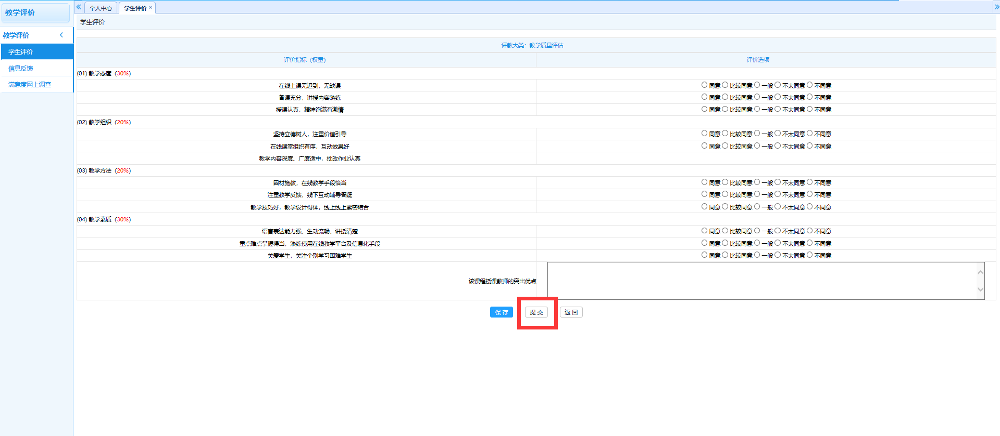 教学评价
教学评价
学生评价
信息反馈
满意度网上调查
个人中心 学生评价
学生评价
评教大类：教学质量评估
评价指标（权重） 评价选项
(01) 教学态度（30%）
在线上课无迟到，无缺课 同意 比较同意 一般 不太同意 不同意
备课充分，讲授内容熟练 同意 比较同意 一般 不太同意 不同意
授课认真，精神饱满有激情 同意 比较同意 一般 不太同意 不同意
(02) 教学组织（20%）
坚持立德树人，注重价值引导 同意 比较同意 一般 不太同意 不同意
在线课堂组织有序，互动效果好 同意 比较同意 一般 不太同意 不同意
教学内容深度、广度适中，批改作业认真
(03) 教学方法（20%）
因材施教，在线教学手段恰当 同意 比较同意 一般 不太同意 不同意
注重教学反馈，线下互动辅导答疑 同意 比较同意 一般 不太同意 不同意
教学技巧好，教学设计得体，线上线上紧密结合 同意 比较同意 一般 不太同意 不同意
(04) 教学素质（30%）
语言表达能力强、生动流畅、讲授清楚 同意 比较同意 一般 不太同意 不同意
重点难点掌握得当，熟练使用在线教学平台及信息化手段 同意 比较同意 一般 不太同意 不同意
关爱学生，关注个别学习困难学生 同意 比较同意 一般 不太同意 不同意
该课程授课教师的突出优点
保存 提交 返回